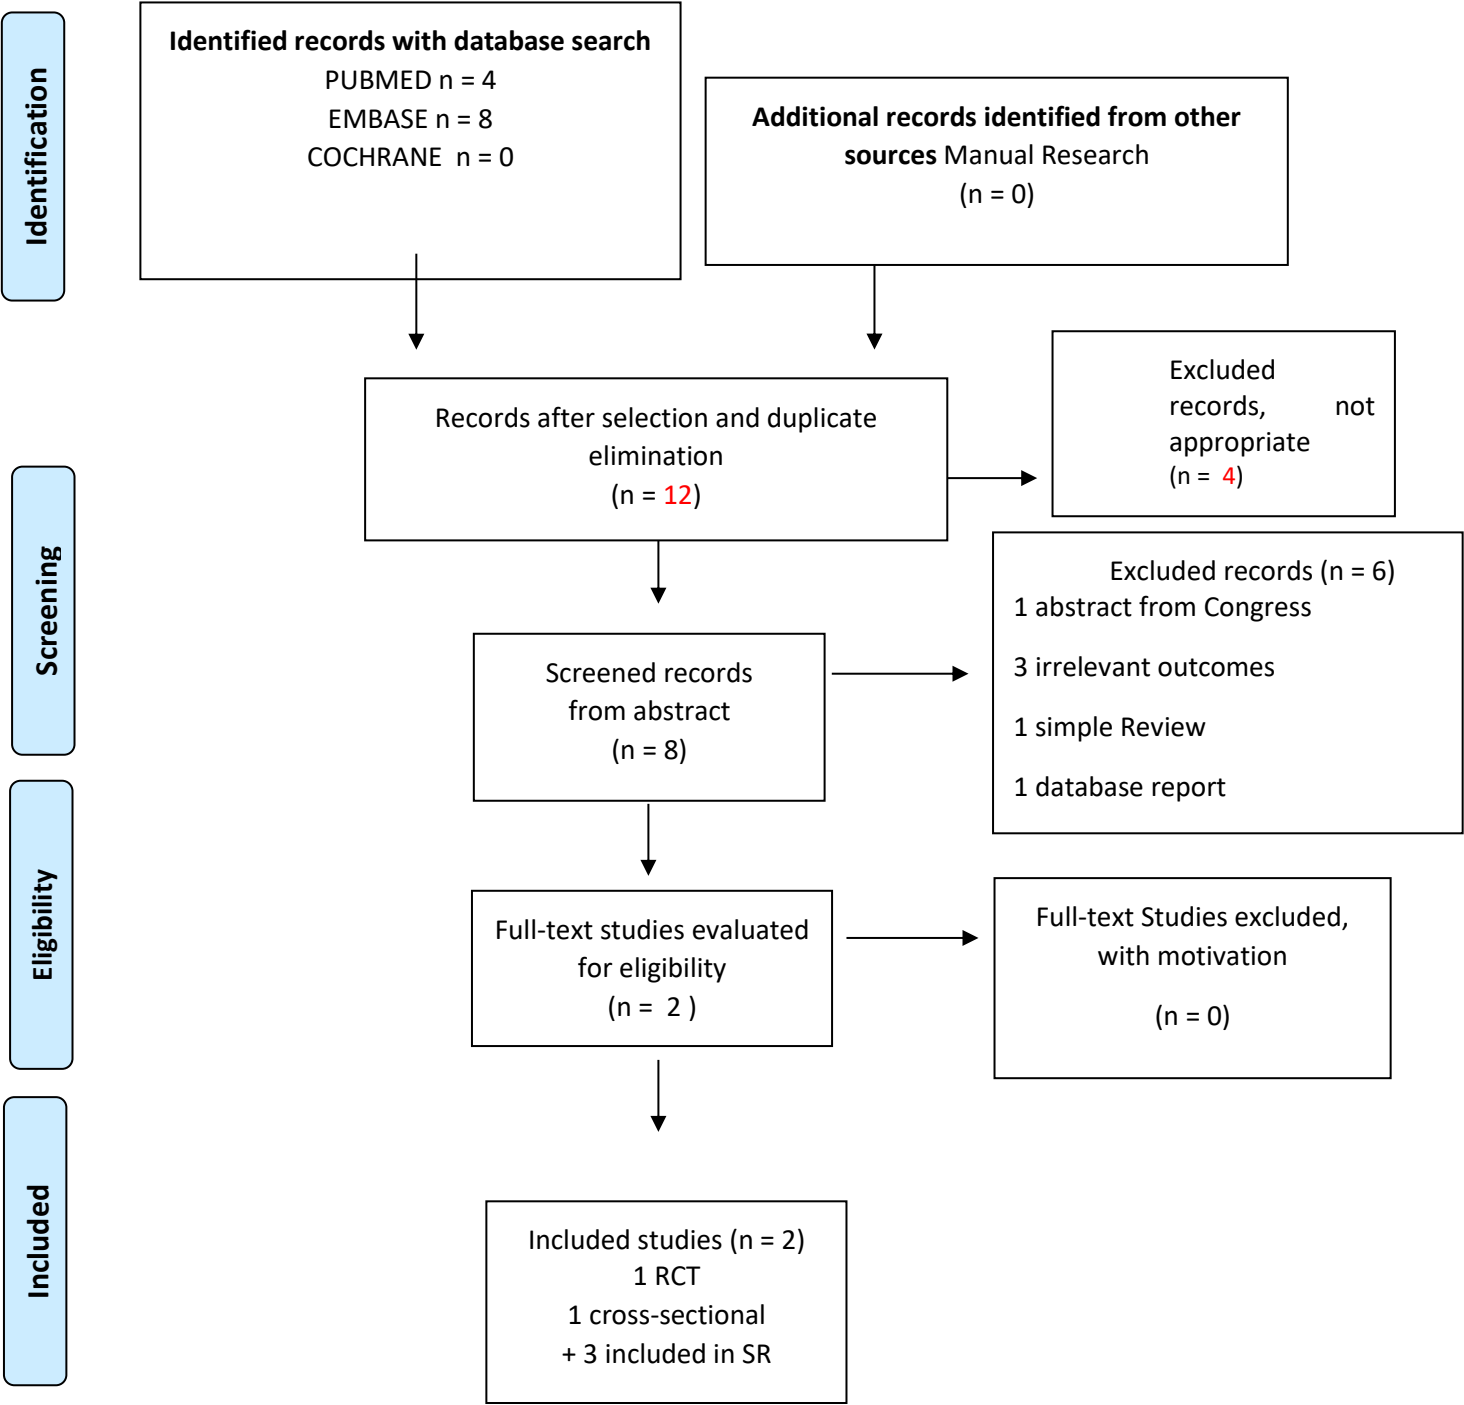 Identification
Identified records with database search
PUBMED n = 4
EMBASE n = 8
COCHRANE n = 0
Additional records identified from other
sources Manual Research
(n = 0)
Screening
Records after selection and duplicate
elimination
(n = 12)
Excluded
records, not
appropriate
(n = 4)
Screened records
from abstract
(n = 8)
Excluded records (n = 6)
1 abstract from Congress
3 irrelevant outcomes
1 simple Review
1 database report
Eligibility
Full-text studies evaluated
for eligibility
(n = 2 )
Full-text Studies excluded,
with motivation
(n = 0)
Included
Included studies (n = 2)
1 RCT
1 cross-sectional
+ 3 included in SR